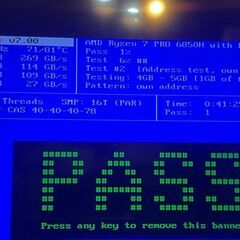 v7.00
AMD Ryzen 7 PRO 6850H with
Hz 71/81°C
Pass 1%
269 GB/s
Test 6% ##
114 GB/s
Test #2 [Address test, own
109 GB/s
Testing: 4GB - 5GB [1GB of
27 GB/s
Pattern: own address
Threads SMP: 16T (PAR)
Time: 0:41:2
CAS 40-40-40-78
Pass: 1
PASS
Press any key to remove this banne